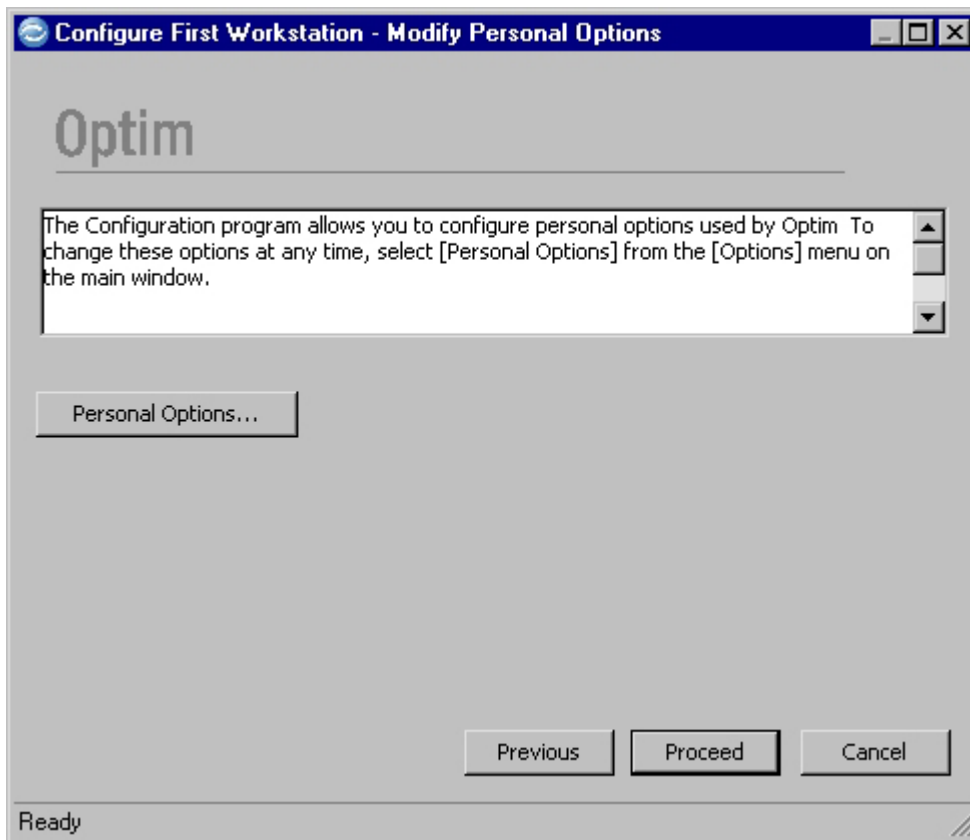 Configure First Workstation - Modify Personal Options
Optim
The Configuration program allows you to configure personal options used by Optim  To
change these options at any time, select [Personal Options] from the [Options] menu on
the main window.
Personal Options...
Previous
Proceed
Cancel
Ready